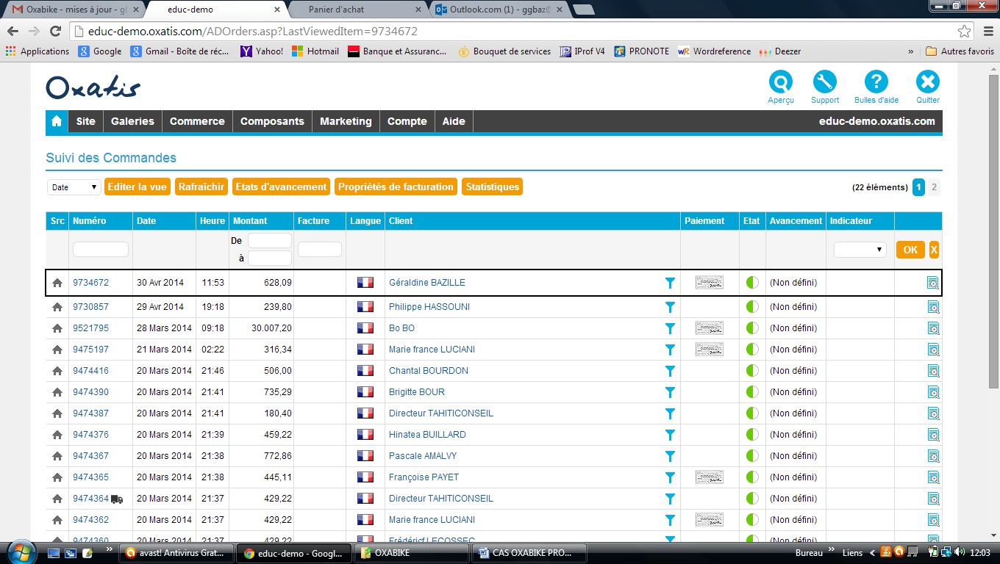 Oxabike - mises à jour - gl
educ-demo
Panier d'achat
Outlook.com (1) - ggbaz@
educ-demo.oxatis.com/ADOrders.asp?LastViewedItem=9734672
Applications Google Gmail - Boîte de réc... Yahoo! Hotmail Banque et Assuranc... Bouquet de services IProf V4 PRONOTE Wordreference Deezer » Autres favoris
Oxatis
Aperçu Support Bulles d'aide Quitter
Site Galeries Commerce Composants Marketing Compte Aide educ-demo.oxatis.com
Suivi des Commandes
Date Editer la vue Rafraîchir Etats d'avancement Propriétés de facturation Statistiques (22 éléments) 1 2
Src Numéro Date Heure Montant Facture Langue Client Paiement Etat Avancement Indicateur
De
à
OK X
9734672 30 Avr 2014 11:53 628,09 Géraldine BAZILLE (Non défini)
9730857 29 Avr 2014 19:18 239,80 Philippe HASSOUNI (Non défini)
9521795 28 Mars 2014 09:18 30.007,20 Bo BO (Non défini)
9475197 21 Mars 2014 02:22 316,34 Marie france LUCIANI (Non défini)
9474416 20 Mars 2014 21:46 506,00 Chantal BOURDON (Non défini)
9474390 20 Mars 2014 21:41 735,29 Brigitte BOUR (Non défini)
9474387 20 Mars 2014 21:41 180,40 Directeur TAHITICONSEIL (Non défini)
9474376 20 Mars 2014 21:39 459,22 Hinatea BUILLARD (Non défini)
9474367 20 Mars 2014 21:38 772,86 Pascale AMALVY (Non défini)
9474365 20 Mars 2014 21:38 445,11 Françoise PAYET (Non défini)
9474364 20 Mars 2014 21:37 429,22 Directeur TAHITICONSEIL (Non défini)
9474362 20 Mars 2014 21:37 429,22 Marie france LUCIANI (Non défini)
9474360 20 Mars 2014 21:37 429,22 Frédéricf LECOSSEC (Non défini)
» avast! Antivirus Grat... educ-demo - Googl... OXABIKE CAS OXABIKE PRO... Bureau » Liens 12:03